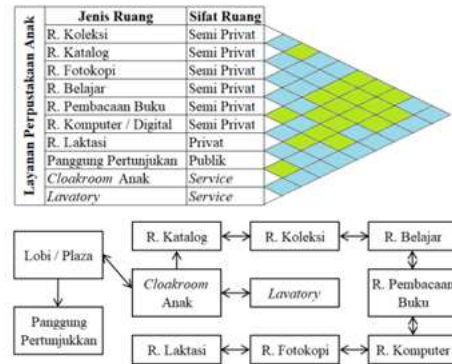 Layanan Perpustakaan Anak
Jenis Ruang Sifat Ruang
R. Koleksi Semi Privat
R. Katalog Semi Privat
R. Fotokopi Semi Privat
R. Belajar Semi Privat
R. Pembacaan Buku Semi Privat
R. Komputer / Digital Semi Privat
R. Laktasi Privat
Panggung Pertunjukan Publik
Cloakroom Anak Service
Lavatory Service
R. Katalog R. Koleksi R. Belajar
Lobi / Plaza
Cloakroom
Anak
Lavatory
R. Pembacaan
Buku
Panggung
Pertunjukkan
R. Laktasi R. Fotokopi R. Komputer